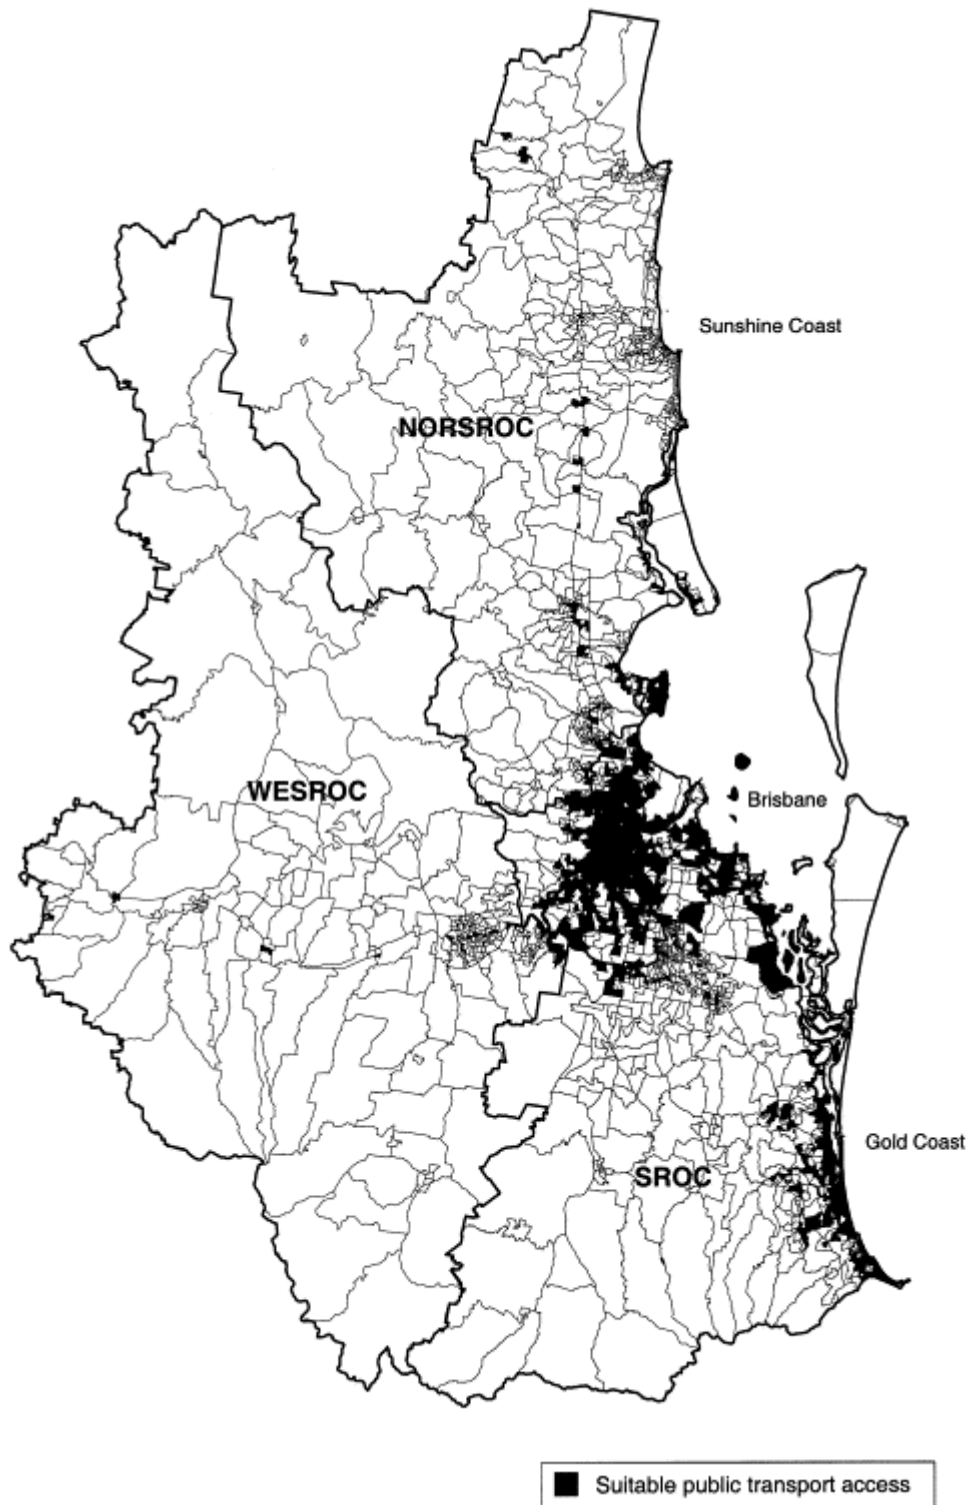 Sunshine Coast
NORSROC
WESROC
Brisbane
Gold Coast
SROC
Suitable public transport access